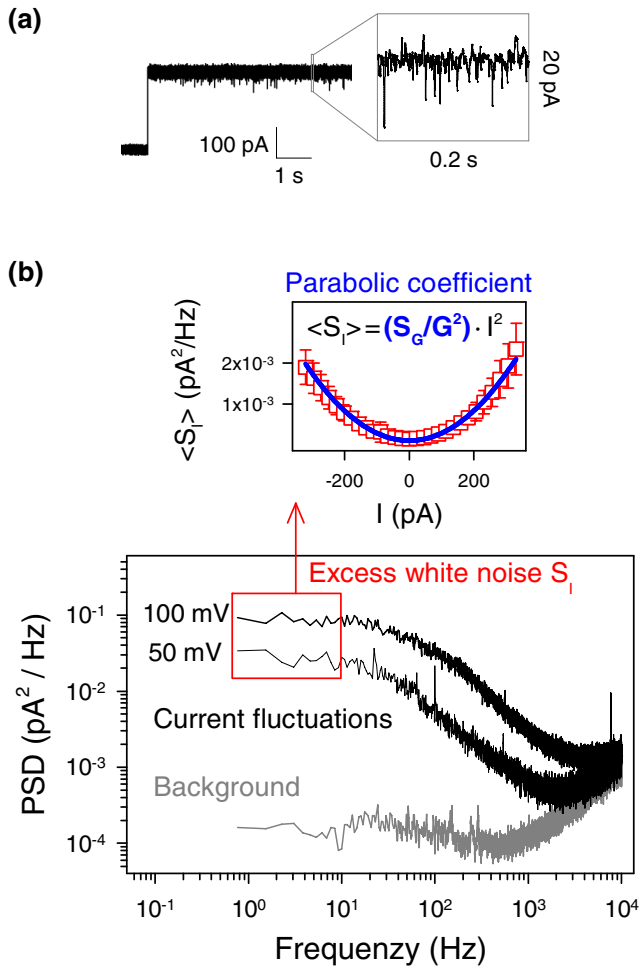 (a)
100 pA
1 s
20 pA
0.2 s
(b)
Parabolic coefficient
<S_I> = (S_G/G²) · I²
<S_I> (pA²/Hz)
2x10⁻³
1x10⁻³
-200 0 200
I (pA)
Excess white noise S_I
100 mV
50 mV
Current fluctuations
Background
PSD (pA² / Hz)
10⁻¹
10⁻²
10⁻³
10⁻⁴
10⁻¹ 10⁰ 10¹ 10² 10³ 10⁴
Frequenzy (Hz)